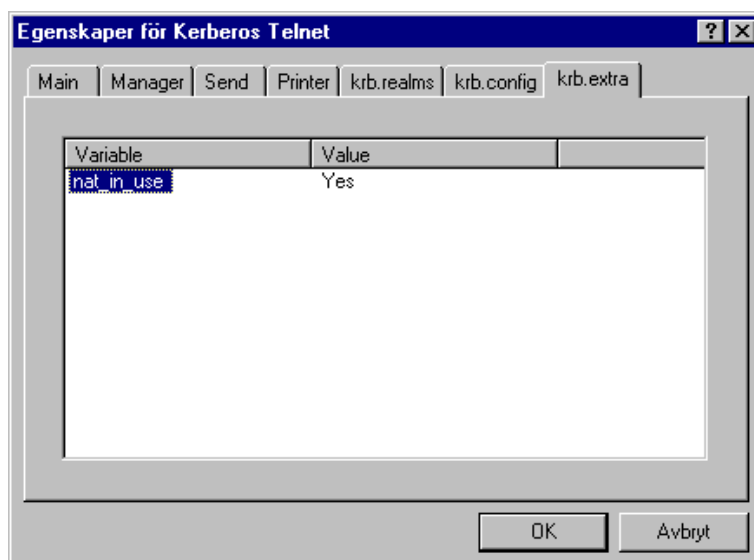 Egenskaper för Kerberos Telnet
Main Manager Send Printer krb.realms krb.config krb.extra
Variable Value
nat_in_use Yes
OK Avbryt